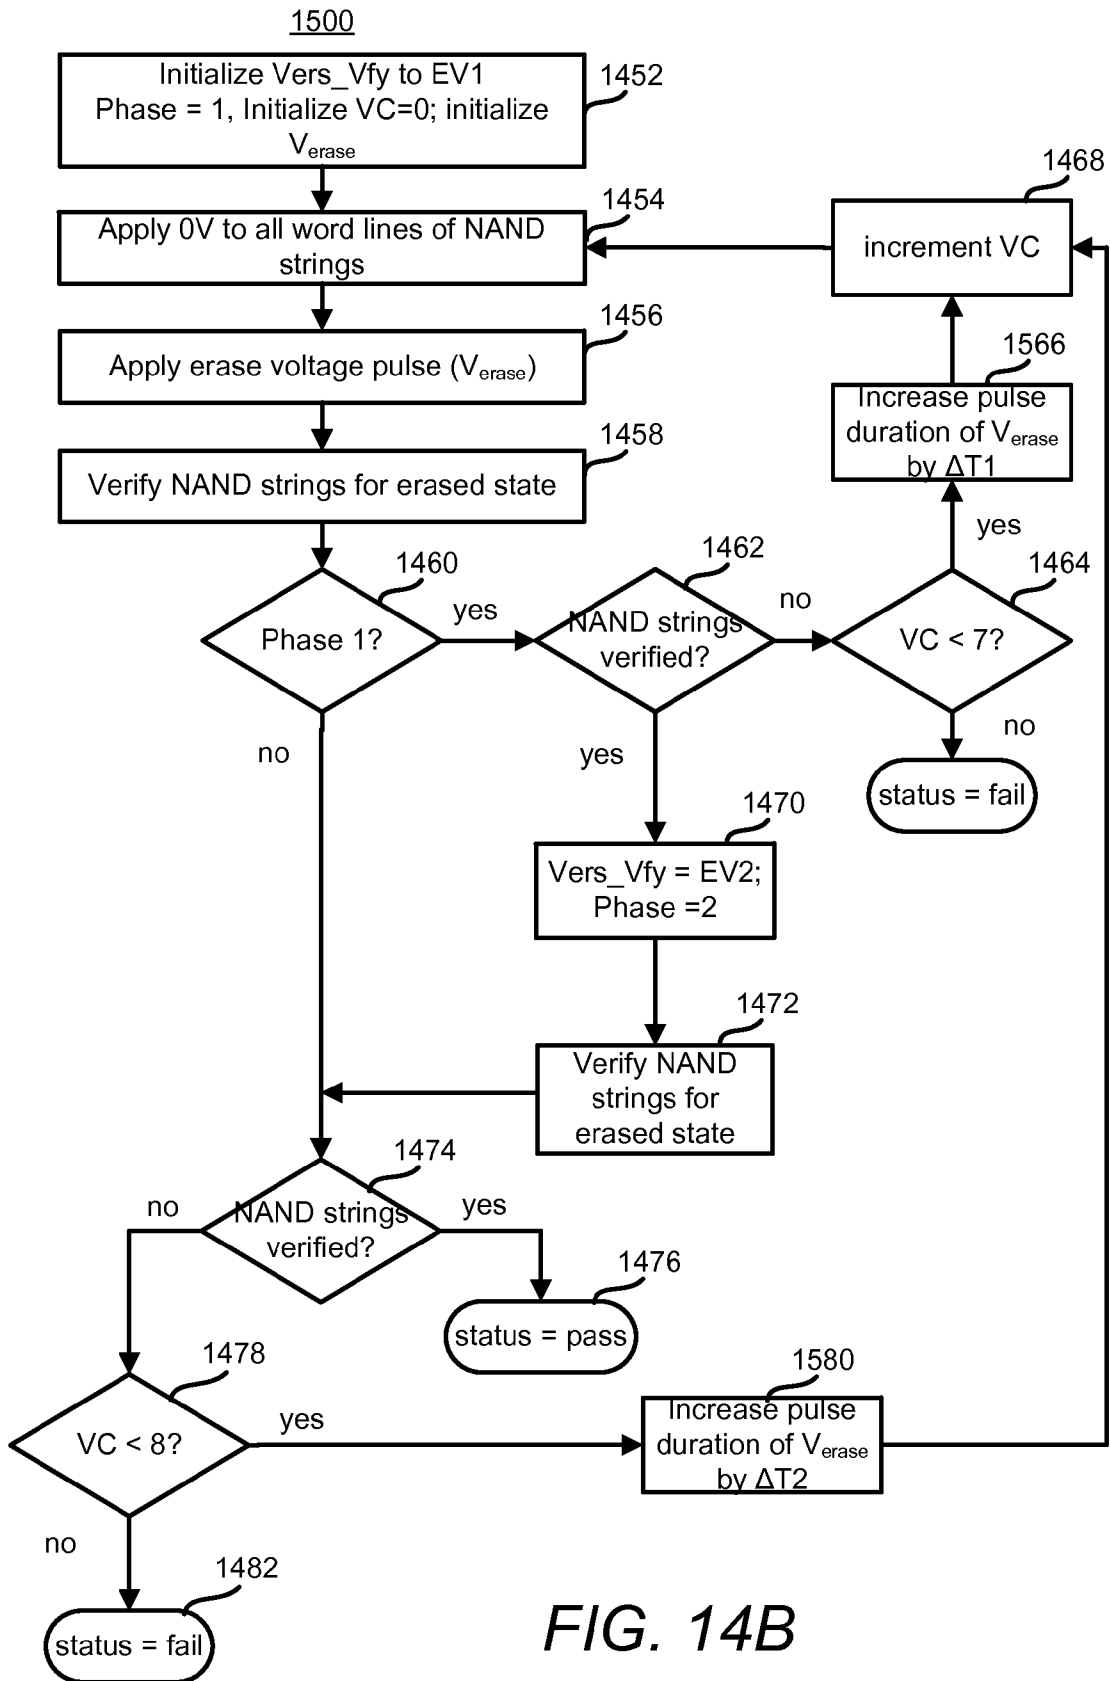 1500
Initialize Vers_Vfy to EV1
Phase = 1, Initialize VC=0; initialize
Verase
1452
Apply 0V to all word lines of NAND
strings
1454
increment VC
1468
Apply erase voltage pulse (Verase)
1456
Increase pulse
duration of Verase
by ΔT1
1566
Verify NAND strings for erased state
1458
yes
Phase 1?
1460
yes
NAND strings
verified?
1462
no
VC < 7?
1464
no
yes
no
status = fail
Vers_Vfy = EV2;
Phase =2
1470
Verify NAND
strings for
erased state
1472
NAND strings
verified?
1474
no
yes
status = pass
1476
VC < 8?
1478
yes
Increase pulse
duration of Verase
by ΔT2
1580
no
status = fail
1482
FIG. 14B